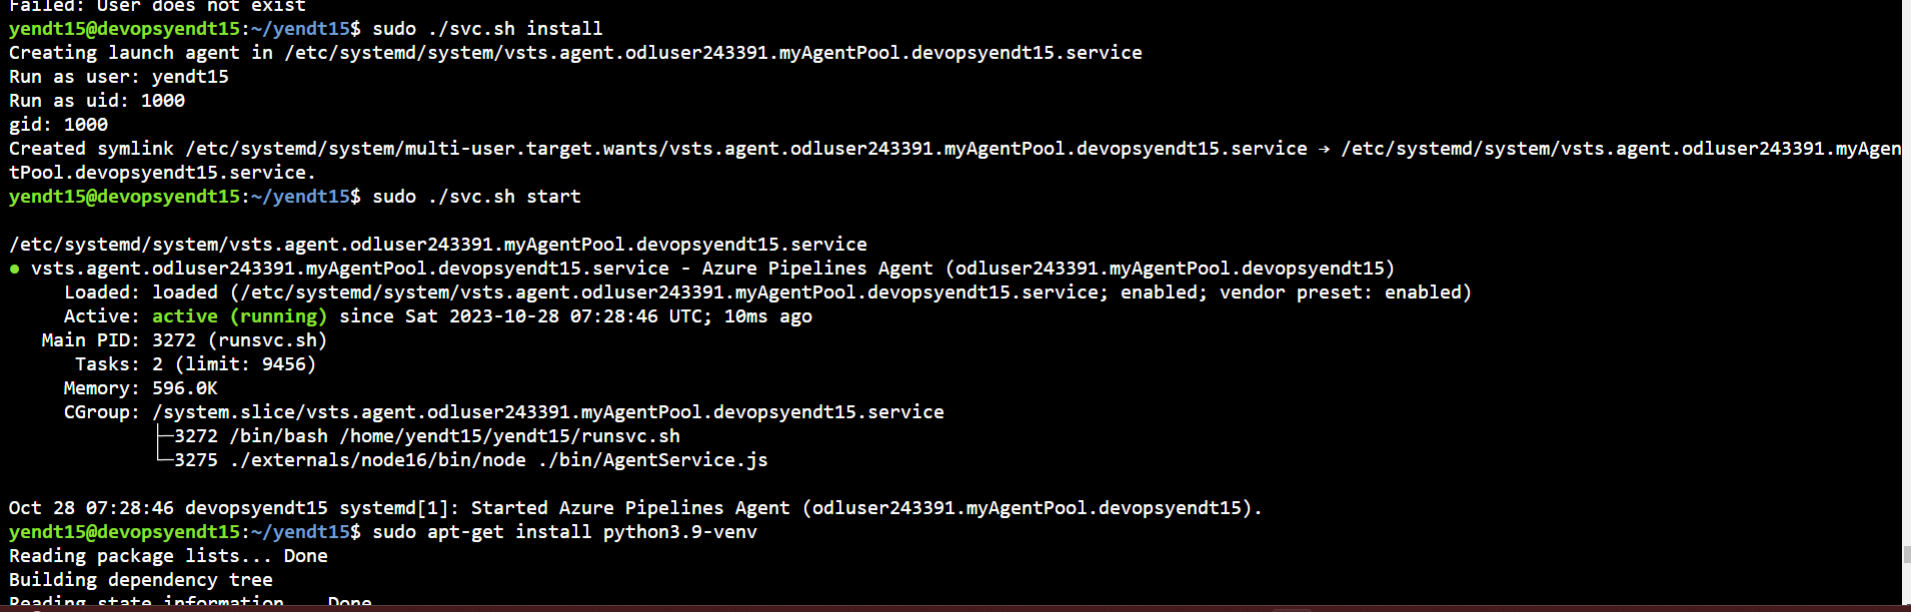 Failed: User does not exist
yendt15@devopsyendt15:~/yendt15$ sudo ./svc.sh install
Creating launch agent in /etc/systemd/system/vsts.agent.odluser243391.myAgentPool.devopsyendt15.service
Run as user: yendt15
Run as uid: 1000
gid: 1000
Created symlink /etc/systemd/system/multi-user.target.wants/vsts.agent.odluser243391.myAgentPool.devopsyendt15.service → /etc/systemd/system/vsts.agent.odluser243391.myAgen
tPool.devopsyendt15.service.
yendt15@devopsyendt15:~/yendt15$ sudo ./svc.sh start
/etc/systemd/system/vsts.agent.odluser243391.myAgentPool.devopsyendt15.service
● vsts.agent.odluser243391.myAgentPool.devopsyendt15.service - Azure Pipelines Agent (odluser243391.myAgentPool.devopsyendt15)
Loaded: loaded (/etc/systemd/system/vsts.agent.odluser243391.myAgentPool.devopsyendt15.service; enabled; vendor preset: enabled)
Active: active (running) since Sat 2023-10-28 07:28:46 UTC; 10ms ago
Main PID: 3272 (runsvc.sh)
Tasks: 2 (limit: 9456)
Memory: 596.0K
CGroup: /system.slice/vsts.agent.odluser243391.myAgentPool.devopsyendt15.service
├─3272 /bin/bash /home/yendt15/yendt15/runsvc.sh
└─3275 ./externals/node16/bin/node ./bin/AgentService.js
Oct 28 07:28:46 devopsyendt15 systemd[1]: Started Azure Pipelines Agent (odluser243391.myAgentPool.devopsyendt15).
yendt15@devopsyendt15:~/yendt15$ sudo apt-get install python3.9-venv
Reading package lists... Done
Building dependency tree
Reading state information... Done